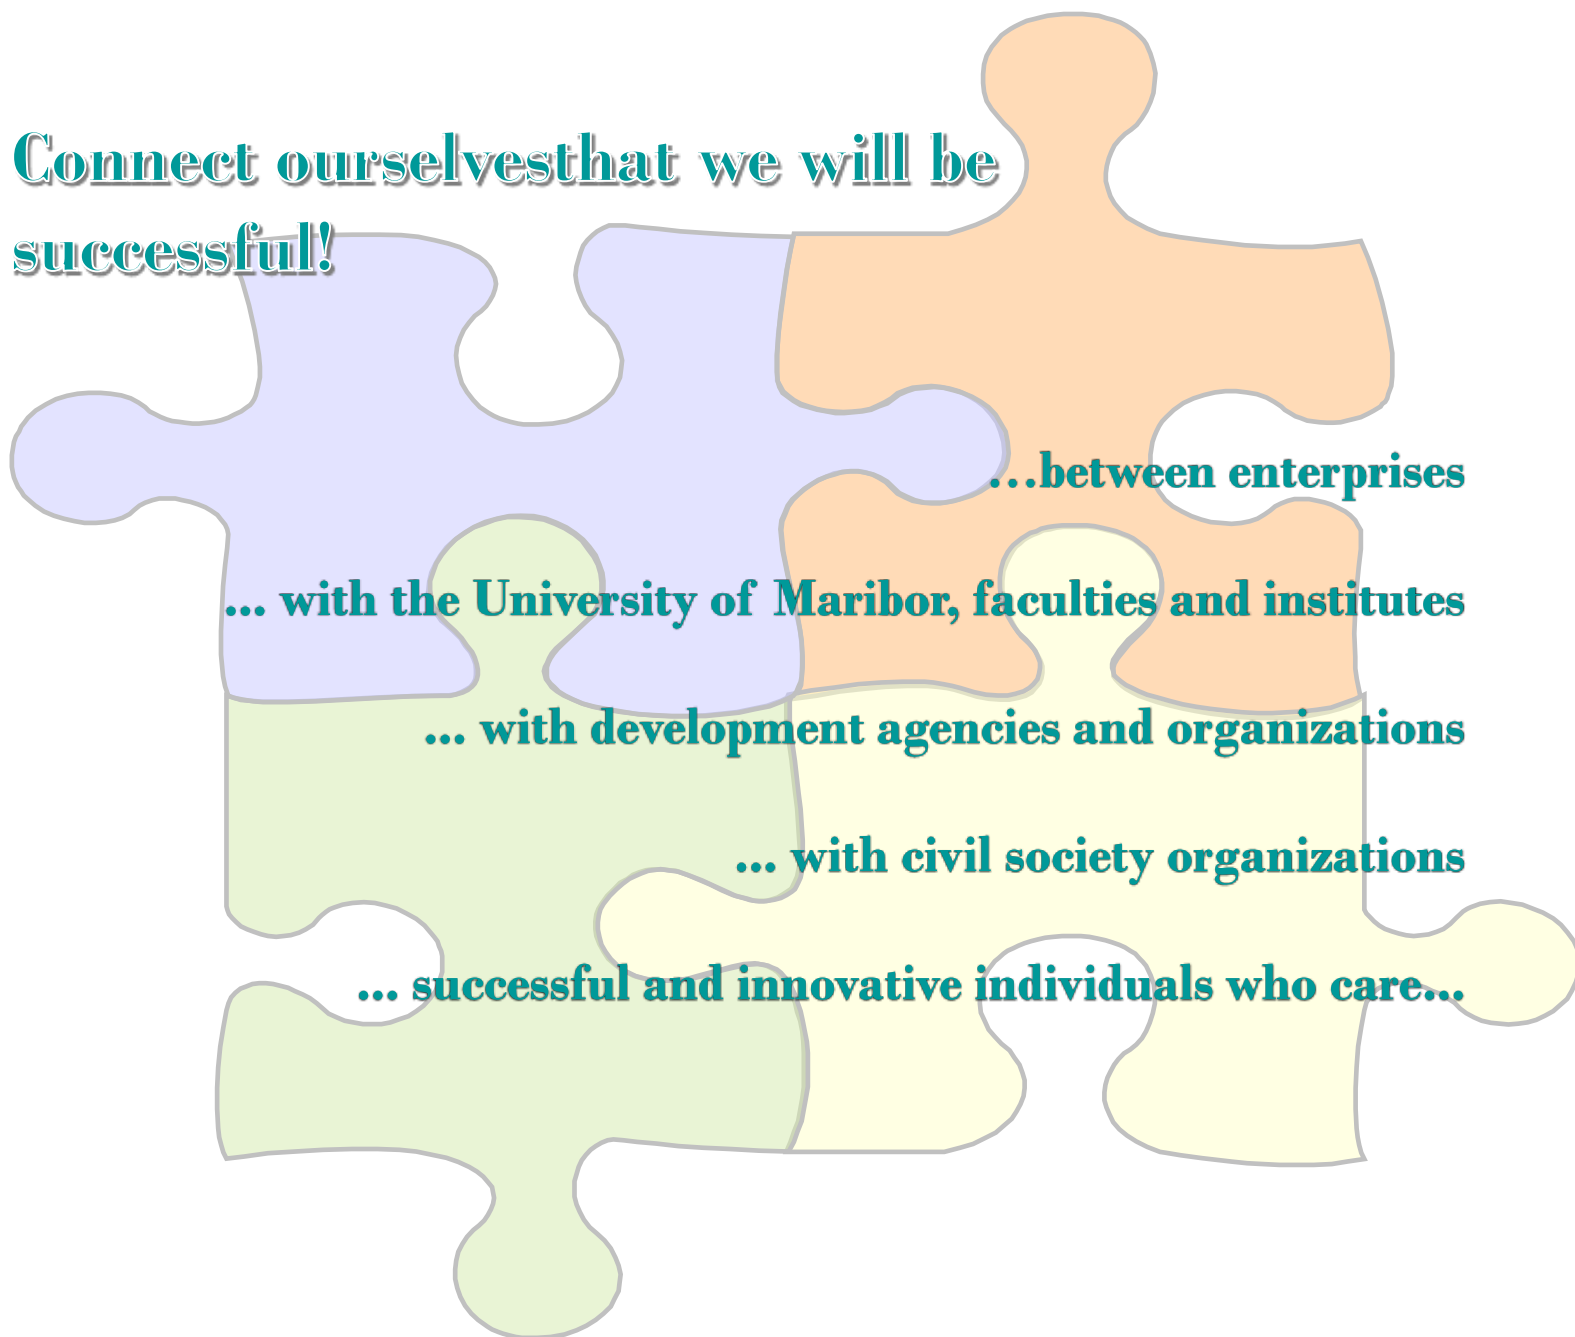 Connect ourselvesthat we will be
successful!
...between enterprises
... with the University of Maribor, faculties and institutes
... with development agencies and organizations
... with civil society organizations
... successful and innovative individuals who care...